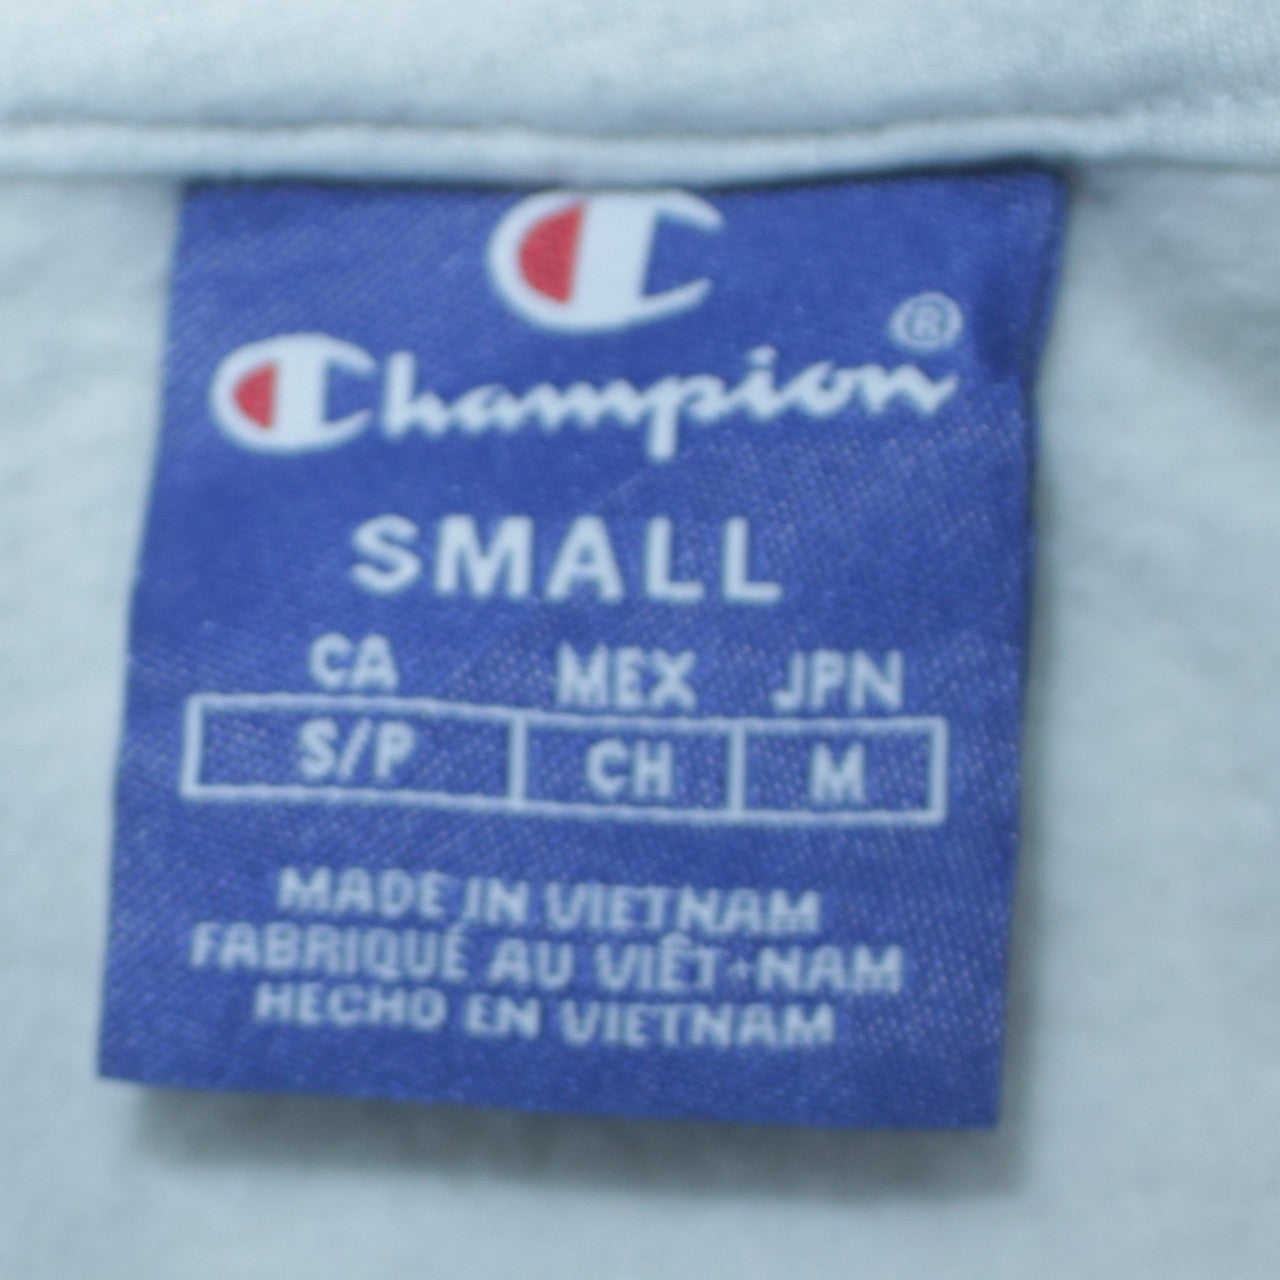 Champion®
SMALL
CA MEX JPN
S/P CH M
MADE IN VIETNAM
FABRIQUÉ AU VIÊT-NAM
HECHO EN VIETNAM